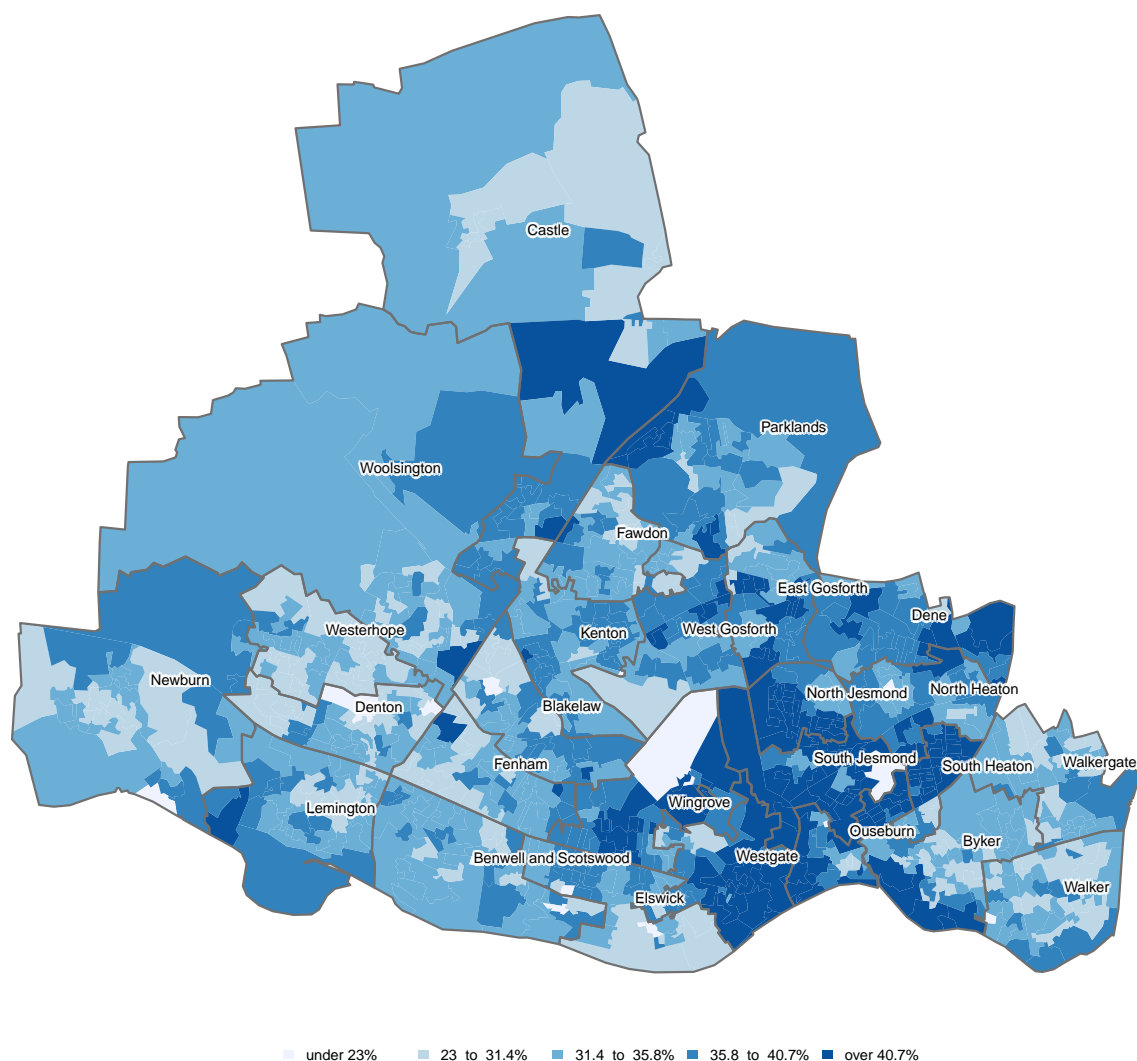 Castle
Parklands
Woolsington
Fawdon
East Gosforth
Dene
Westerhope
Kenton
West Gosforth
Newburn
North Jesmond
North Heaton
Denton
Blakelaw
South Jesmond
Fenham
South Heaton
Walkergate
Wingrove
Lemington
Ouseburn
Byker
Benwell and Scotswood
Westgate
Walker
Elswick
under 23%
23 to 31.4%
31.4 to 35.8%
35.8 to 40.7%
over 40.7%